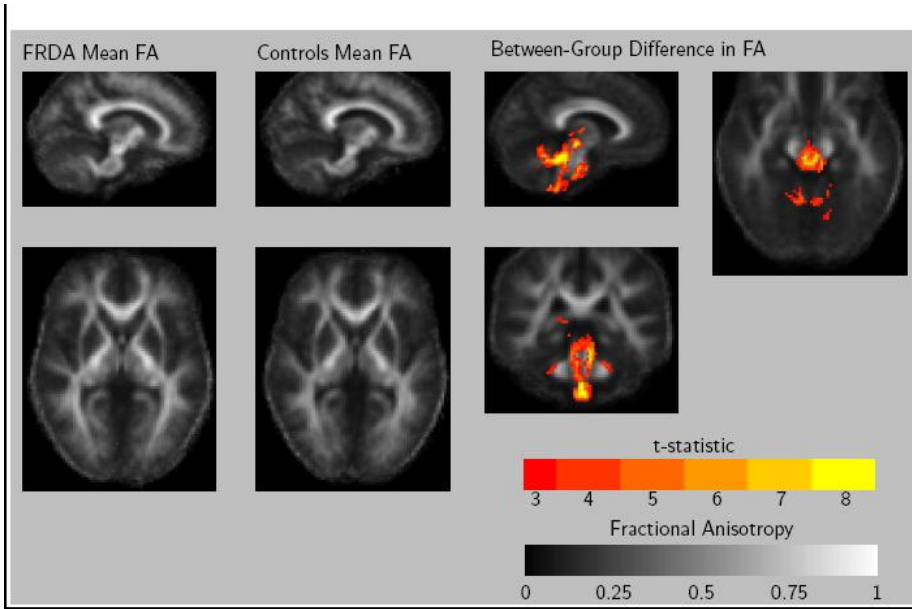 FRDA Mean FA
Controls Mean FA
Between-Group Difference in FA
t-statistic
3 4 5 6 7 8
Fractional Anisotropy
0 0.25 0.5 0.75 1